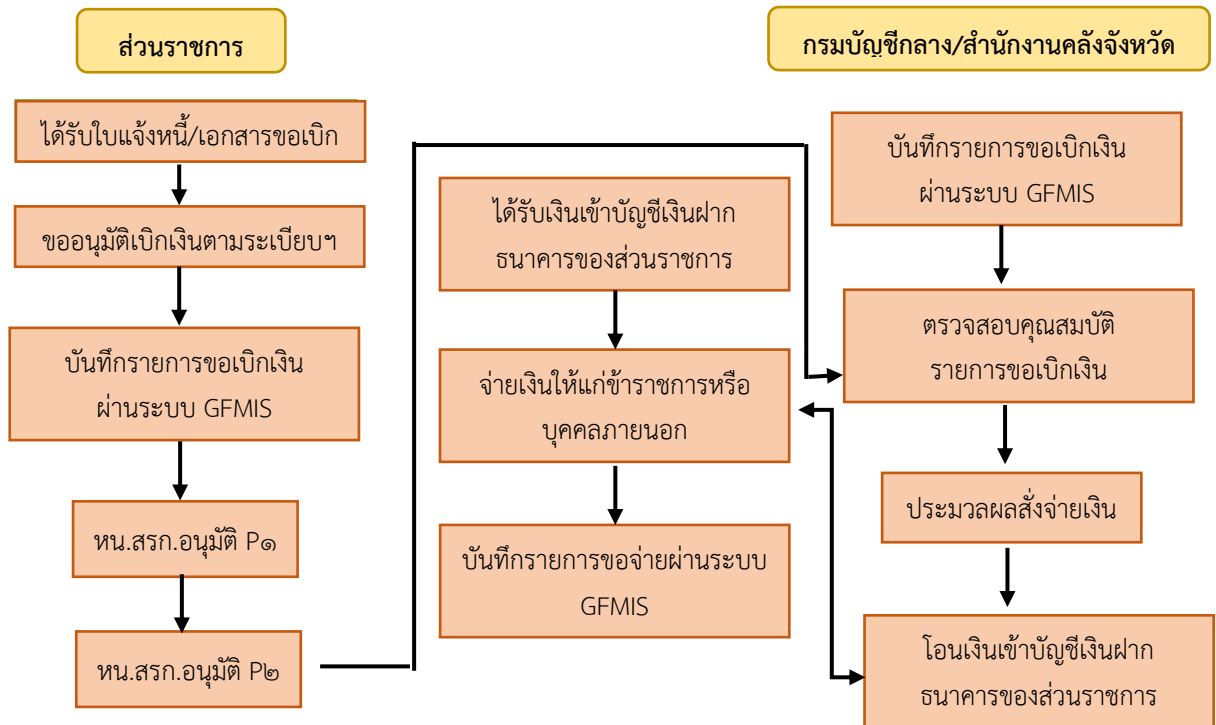 ส่วนราชการ
ได้รับใบแจ้งหนี้/เอกสารขอเบิก
ขออนุมัติเบิกเงินตามระเบียบฯ
บันทึกรายการขอเบิกเงิน
ผ่านระบบ GFMIS
หน.สรก.อนุมัติ P๑
หน.สรก.อนุมัติ P๒
ได้รับเงินเข้าบัญชีเงินฝาก
ธนาคารของส่วนราชการ
จ่ายเงินให้แก่ข้าราชการหรือ
บุคคลภายนอก
บันทึกรายการขอจ่ายผ่านระบบ
GFMIS
กรมบัญชีกลาง/สำนักงานคลังจังหวัด
บันทึกรายการขอเบิกเงิน
ผ่านระบบ GFMIS
ตรวจสอบคุณสมบัติ
รายการขอเบิกเงิน
ประมวลผลสั่งจ่ายเงิน
โอนเงินเข้าบัญชีเงินฝาก
ธนาคารของส่วนราชการ